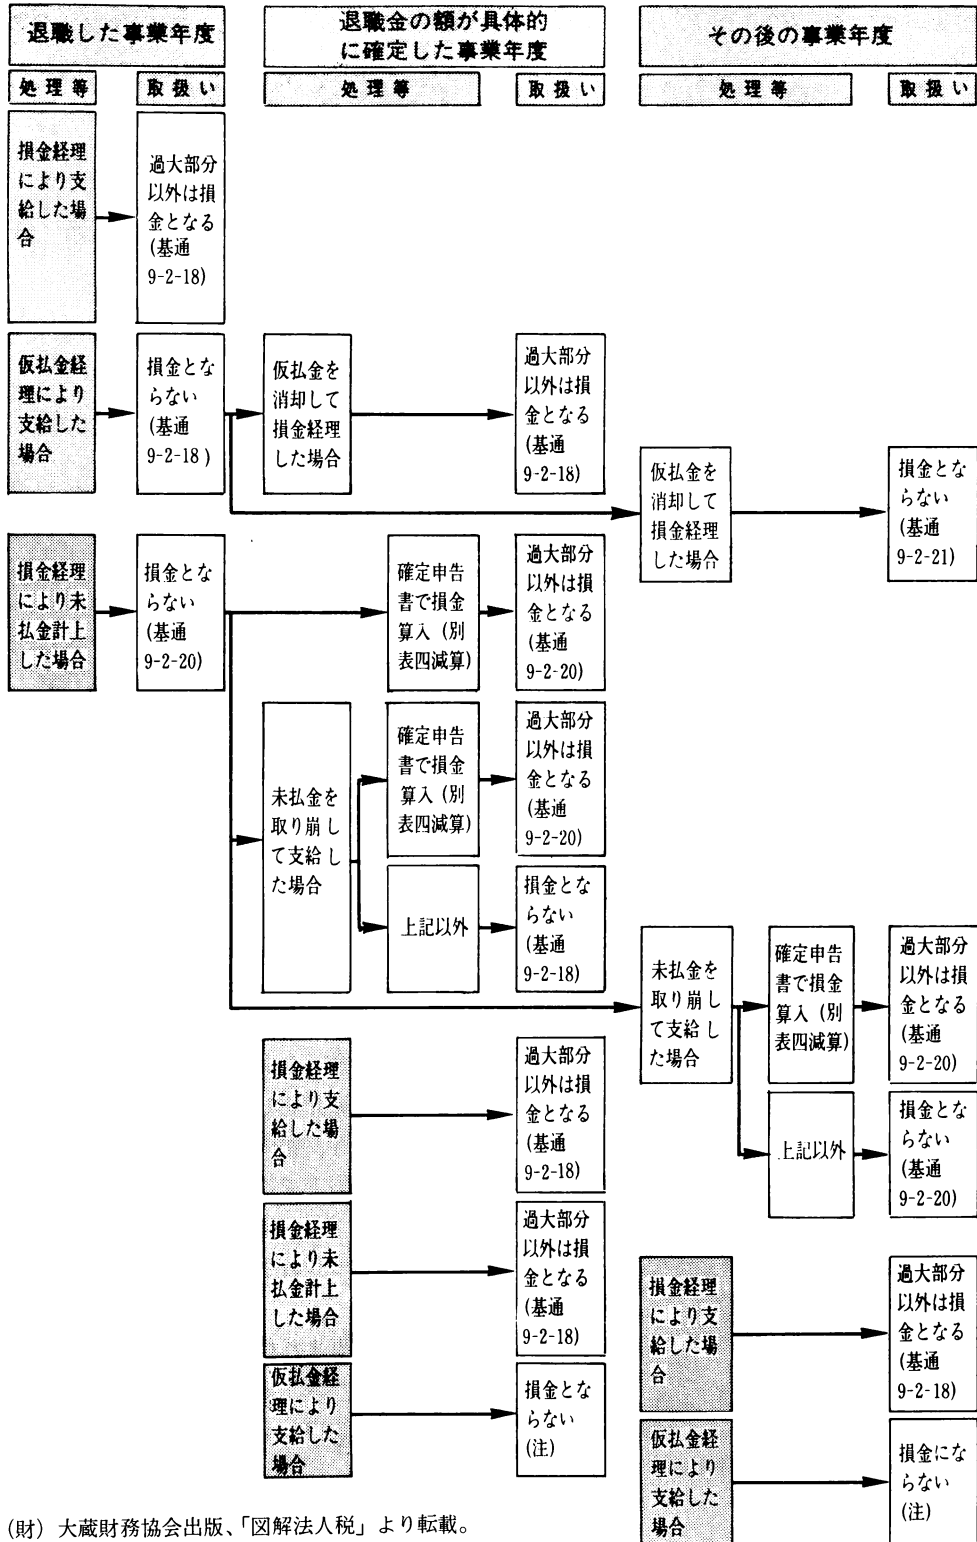 退職した事業年度
退職金の額が具体的
に確定した事業年度
その後の事業年度
処理等
取扱い
処理等
取扱い
処理等
取扱い
損金経理
により支
給した場
合
過大部分
以外は損
金となる
(基通
9-2-18)
仮払金経
理により
支給した
場合
損金とな
らない
(基通
9-2-18)
仮払金を
消却して
損金経理
した場合
過大部分
以外は損
金となる
(基通
9-2-18)
仮払金を
消却して
損金経理
した場合
損金とな
らない
(基通
9-2-21)
損金経理
により未
払金計上
した場合
損金とな
らない
(基通
9-2-20)
確定申告
書で損金
算入(別
表四減算)
過大部分
以外は損
金となる
(基通
9-2-20)
未払金を
取り崩し
て支給し
た場合
確定申告
書で損金
算入(別
表四減算)
過大部分
以外は損
金となる
(基通
9-2-20)
上記以外
損金とな
らない
(基通
9-2-18)
未払金を
取り崩し
て支給し
た場合
確定申告
書で損金
算入(別
表四減算)
過大部分
以外は損
金となる
(基通
9-2-20)
上記以外
損金とな
らない
(基通
9-2-20)
損金経理
により支
給した場
合
過大部分
以外は損
金となる
(基通
9-2-18)
損金経理
により未
払金計上
した場合
過大部分
以外は損
金となる
(基通
9-2-18)
仮払金経
理により
支給した
場合
損金とな
らない
(注)
損金経理
により支
給した場
合
過大部分
以外は損
金となる
(基通
9-2-18)
仮払金経
理により
支給した
場合
損金にな
らない
(注)
(財)大蔵財務協会出版、「図解法人税」より転載。